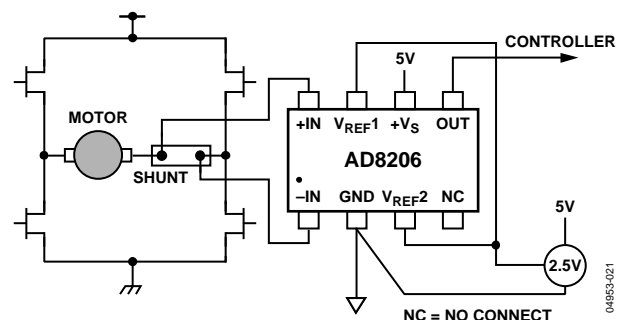 CONTROLLER
5V
+IN VREF1 +VS OUT
MOTOR
AD8206
SHUNT
–IN GND VREF2 NC
5V
2.5V
NC = NO CONNECT
04953-021